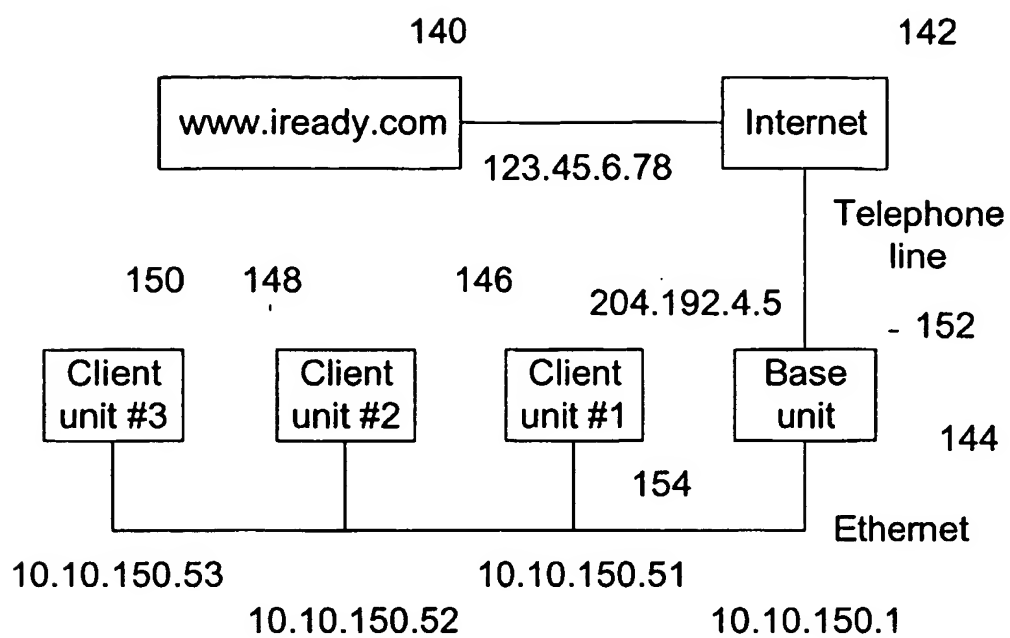 140
142
www.iready.com
Internet
123.45.6.78
Telephone
line
150
148
146
204.192.4.5
152
Client
unit #3
Client
unit #2
Client
unit #1
Base
unit
144
154
Ethernet
10.10.150.53
10.10.150.51
10.10.150.52
10.10.150.1